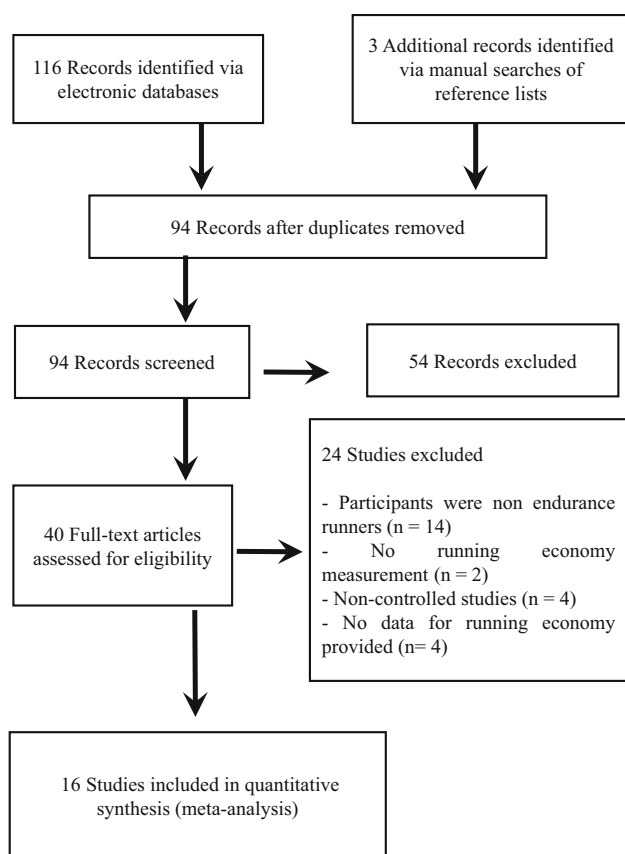 116 Records identified via
electronic databases
3 Additional records identified
via manual searches of
reference lists
94 Records after duplicates removed
94 Records screened
54 Records excluded
40 Full-text articles
assessed for eligibility
24 Studies excluded
- Participants were non endurance
runners (n = 14)
- No running economy
measurement (n = 2)
- Non-controlled studies (n = 4)
- No data for running economy
provided (n= 4)
16 Studies included in quantitative
synthesis (meta-analysis)